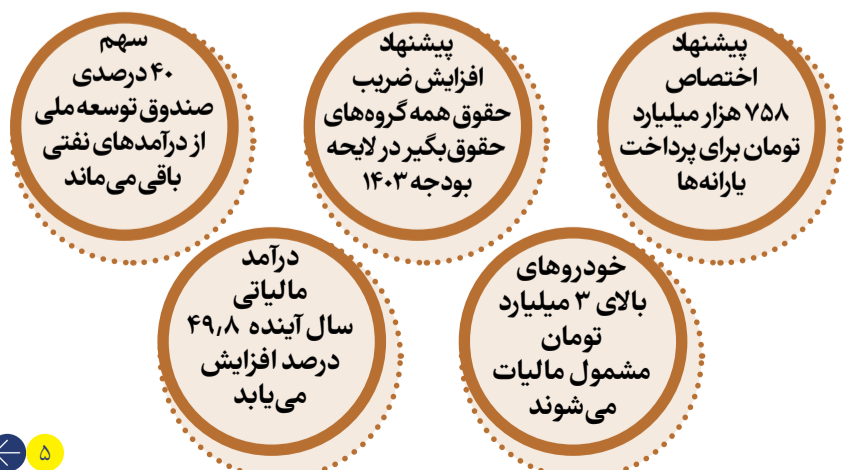 پیشنهاد
اختصاص
۷۵۸ هزار میلیارد
تومان برای پرداخت
یارانه‌ها
پیشنهاد
افزایش ضریب
حقوق همه گروه‌های
حقوق‌بگیر در لایحه
بودجه ۱۴۰۳
سهم
۴۰ درصدی
صندوق توسعه ملی
از درآمدهای نفتی
باقی می‌ماند
خودروهای
بالای ۳ میلیارد
تومان
مشمول مالیات
می‌شوند
درآمد
مالیاتی
سال آینده ۴۹٫۸
درصد افزایش
می‌یابد
۵